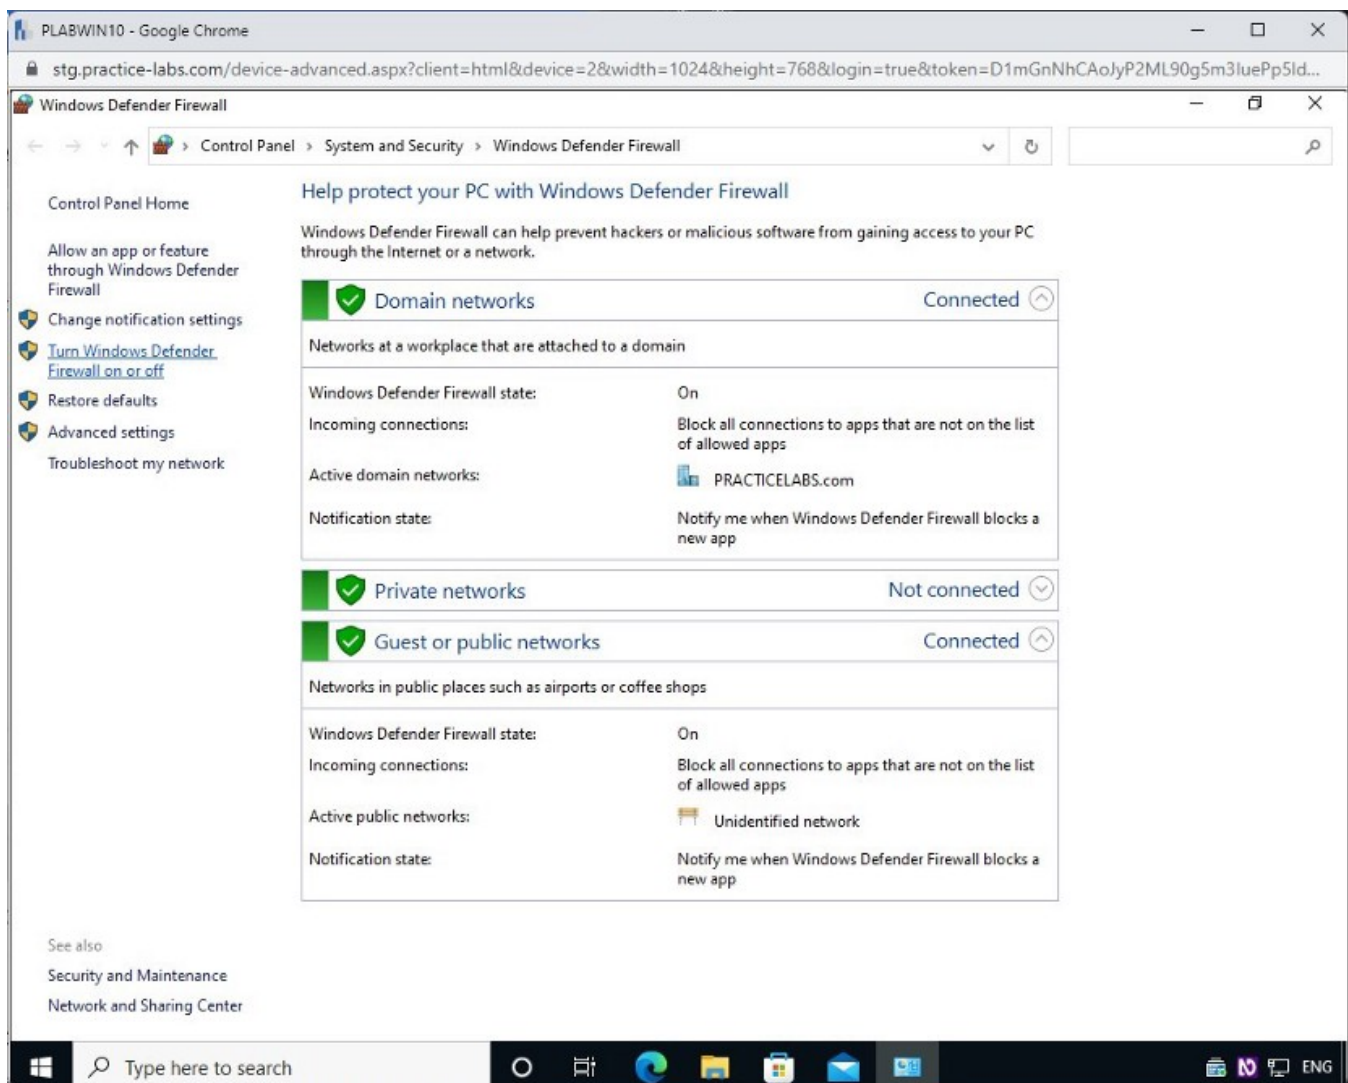 PLABWIN10 - Google Chrome
stg.practice-labs.com/device-advanced.aspx?client=html&device=2&width=1024&height=768&login=true&token=D1mGnNhCAoJyP2ML90g5m3IuePp5Id...
Windows Defender Firewall
Control Panel > System and Security > Windows Defender Firewall
Control Panel Home
Allow an app or feature
through Windows Defender
Firewall
Change notification settings
Turn Windows Defender
Firewall on or off
Restore defaults
Advanced settings
Troubleshoot my network
Help protect your PC with Windows Defender Firewall
Windows Defender Firewall can help prevent hackers or malicious software from gaining access to your PC
through the Internet or a network.
Domain networks Connected
Networks at a workplace that are attached to a domain
Windows Defender Firewall state: On
Incoming connections: Block all connections to apps that are not on the list
of allowed apps
Active domain networks: PRACTICELABS.com
Notification state: Notify me when Windows Defender Firewall blocks a
new app
Private networks Not connected
Guest or public networks Connected
Networks in public places such as airports or coffee shops
Windows Defender Firewall state: On
Incoming connections: Block all connections to apps that are not on the list
of allowed apps
Active public networks: Unidentified network
Notification state: Notify me when Windows Defender Firewall blocks a
new app
See also
Security and Maintenance
Network and Sharing Center
Type here to search
ENG